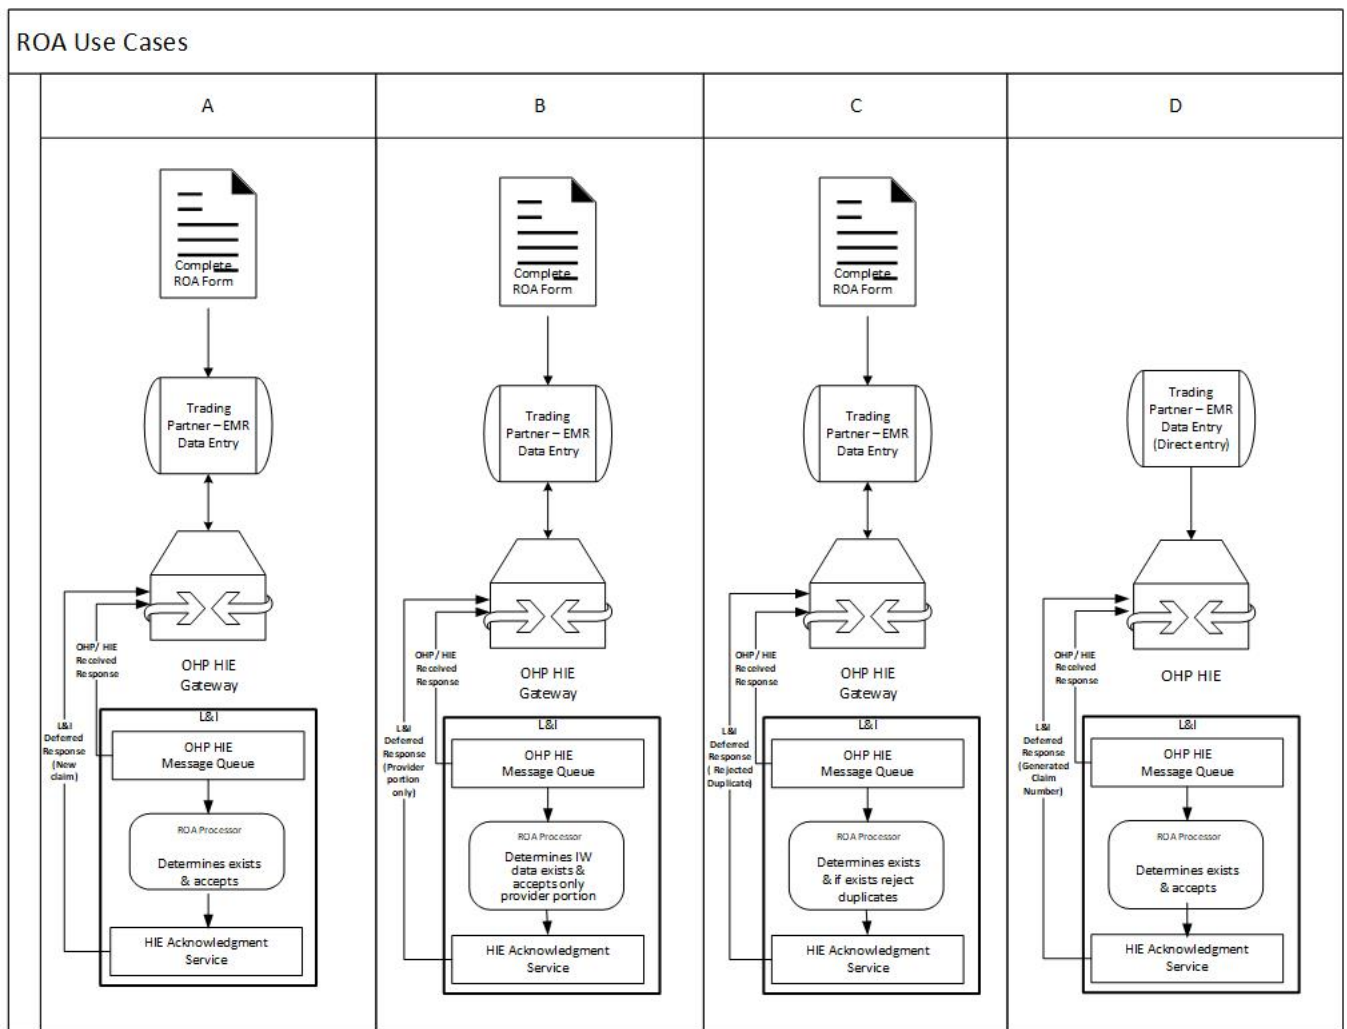 ROA Use Cases
A
B
C
D
Complete
ROA Form
Trading
Partner – EMR
Data Entry
OHP/ HIE
Received
Response
OHP HIE
Gateway
L&I
Deferred
Response
(New
claim)
L&I
OHP HIE
Message Queue
ROA Processor
Determines exists
& accepts
HIE Acknowledgment
Service
Complete
ROA Form
Trading
Partner – EMR
Data Entry
OHP/ HIE
Received
Response
OHP HIE
Gateway
L&I
Deferred
Response
(Provider
portion
only)
L&I
OHP HIE
Message Queue
ROA Processor
Determines IW
data exists &
accepts only
provider portion
HIE Acknowledgment
Service
Complete
ROA Form
Trading
Partner – EMR
Data Entry
OHP/ HIE
Received
Response
OHP HIE
Gateway
L&I
Deferred
Response
( Rejected
Duplicate)
L&I
OHP HIE
Message Queue
ROA Processor
Determines exists
& if exists reject
duplicates
HIE Acknowledgment
Service
Trading
Partner – EMR
Data Entry
(Direct entry)
OHP/ HIE
Received
Response
OHP HIE
L&I
Deferred
Response
(Generated
Claim
Number)
L&I
OHP HIE
Message Queue
ROA Processor
Determines exists
& accepts
HIE Acknowledgment
Service